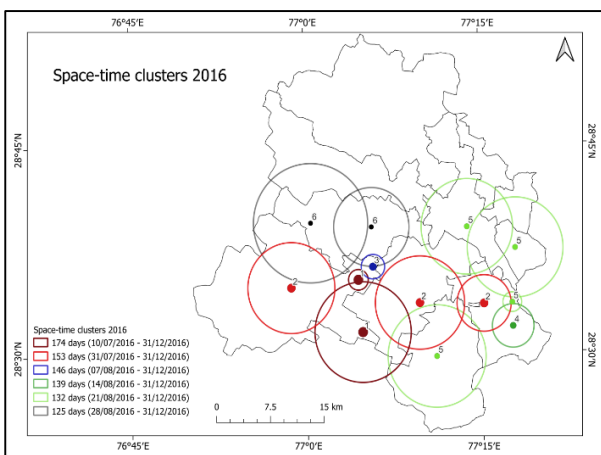 76°45'E 77°0'E 77°15'E
Space-time clusters 2016
28°45'N 28°45'N
6 6 5
5
3
2 1 2 2 5
1 4
28°30'N 5 28°30'N
Space-time clusters 2016
174 days (10/07/2016 - 31/12/2016)
153 days (31/07/2016 - 31/12/2016)
146 days (07/08/2016 - 31/12/2016)
139 days (14/08/2016 - 31/12/2016)
132 days (21/08/2016 - 31/12/2016)
125 days (28/08/2016 - 31/12/2016)
0 7.5 15 km
76°45'E 77°0'E 77°15'E